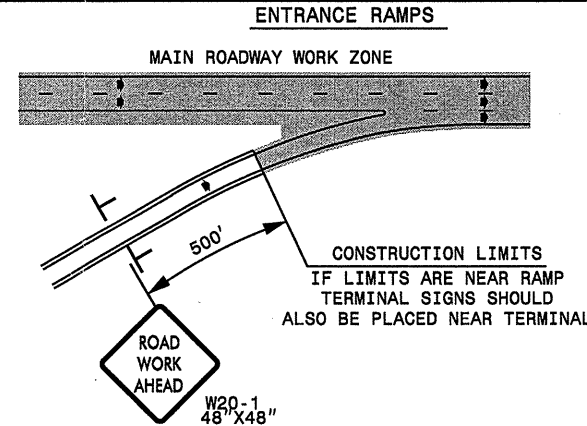 ENTRANCE RAMPS
MAIN ROADWAY WORK ZONE
500'
CONSTRUCTION LIMITS
IF LIMITS ARE NEAR RAMP
TERMINAL SIGNS SHOULD
ALSO BE PLACED NEAR TERMINAL
ROAD
WORK
AHEAD
W20-1
48"X48"